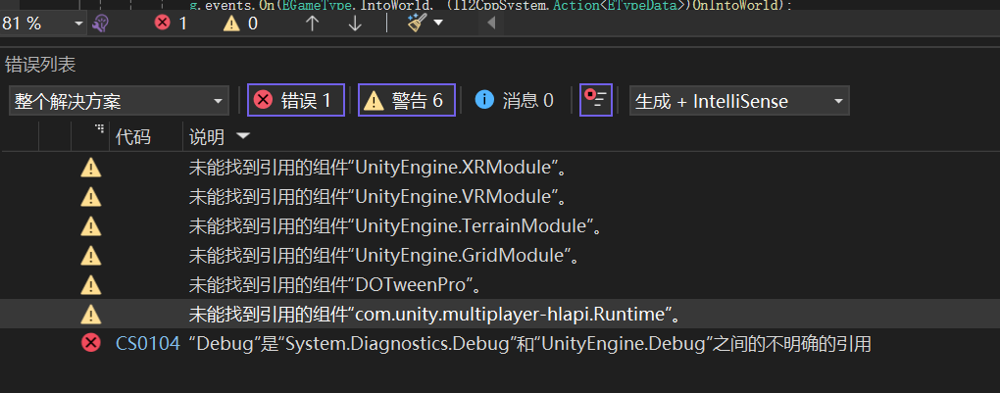 g.events.On(EGameType.IntoWorld, (Il2CppSystem.Action<ETypeData>)OnIntoWorld);
81 % 1 0
错误列表
整个解决方案 错误 1 警告 6 消息 0 生成 + IntelliSense
代码 说明
未能找到引用的组件“UnityEngine.XRModule”。
未能找到引用的组件“UnityEngine.VRModule”。
未能找到引用的组件“UnityEngine.TerrainModule”。
未能找到引用的组件“UnityEngine.GridModule”。
未能找到引用的组件“DOTweenPro”。
未能找到引用的组件“com.unity.multiplayer-hlapi.Runtime”。
CS0104 “Debug”是“System.Diagnostics.Debug”和“UnityEngine.Debug”之间的不明确的引用